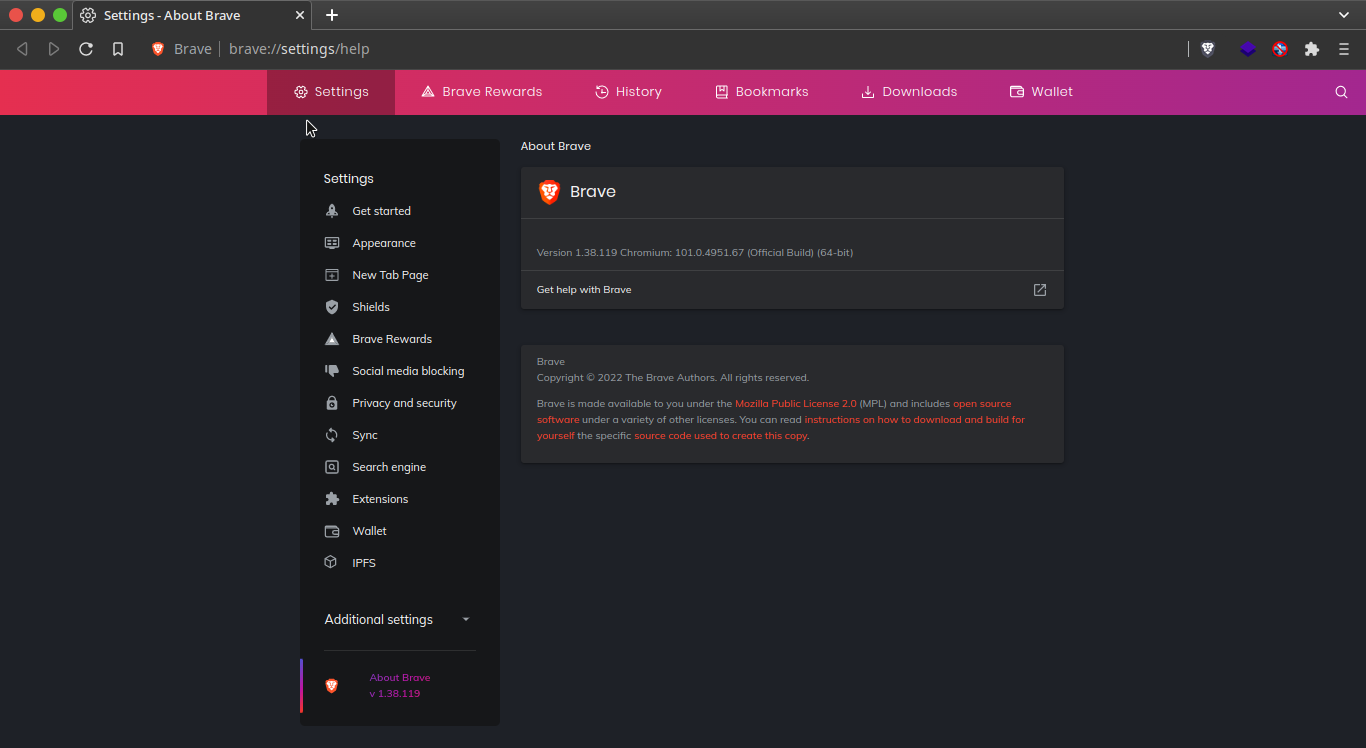 Settings - About Brave
Brave brave://settings/help
Settings Brave Rewards History Bookmarks Downloads Wallet
Settings
Get started
Appearance
New Tab Page
Shields
Brave Rewards
Social media blocking
Privacy and security
Sync
Search engine
Extensions
Wallet
IPFS
Additional settings
About Brave
v 1.38.119
About Brave
Brave
Version 1.38.119 Chromium: 101.0.4951.67 (Official Build) (64-bit)
Get help with Brave
Brave
Copyright © 2022 The Brave Authors. All rights reserved.
Brave is made available to you under the Mozilla Public License 2.0 (MPL) and includes open source
software under a variety of other licenses. You can read instructions on how to download and build for
yourself the specific source code used to create this copy.